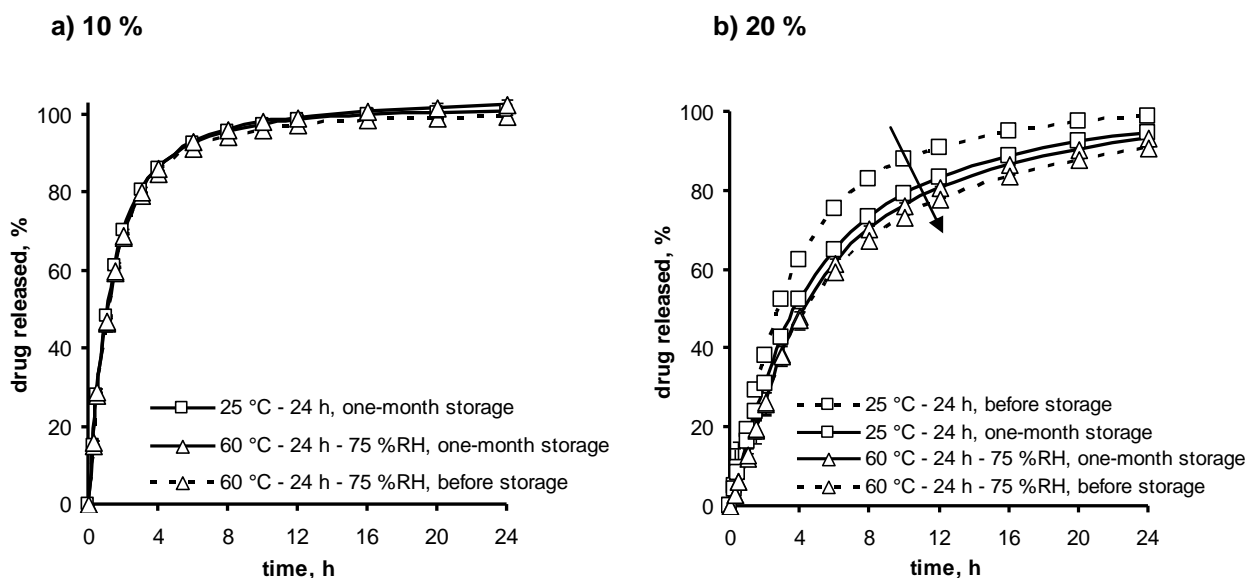 a) 10 %
drug released, %
100
80
60
40
20
0
25 °C - 24 h, one-month storage
60 °C - 24 h - 75 %RH, one-month storage
60 °C - 24 h - 75 %RH, before storage
0 4 8 12 16 20 24
time, h
b) 20 %
drug released, %
100
80
60
40
20
0
25 °C - 24 h, before storage
25 °C - 24 h, one-month storage
60 °C - 24 h - 75 %RH, one-month storage
60 °C - 24 h - 75 %RH, before storage
0 4 8 12 16 20 24
time, h